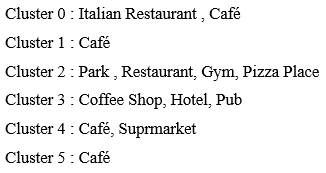 Cluster 0 : Italian Restaurant , Café
Cluster 1 : Café
Cluster 2 : Park , Restaurant, Gym, Pizza Place
Cluster 3 : Coffee Shop, Hotel, Pub
Cluster 4 : Café, Suprmarket
Cluster 5 : Café